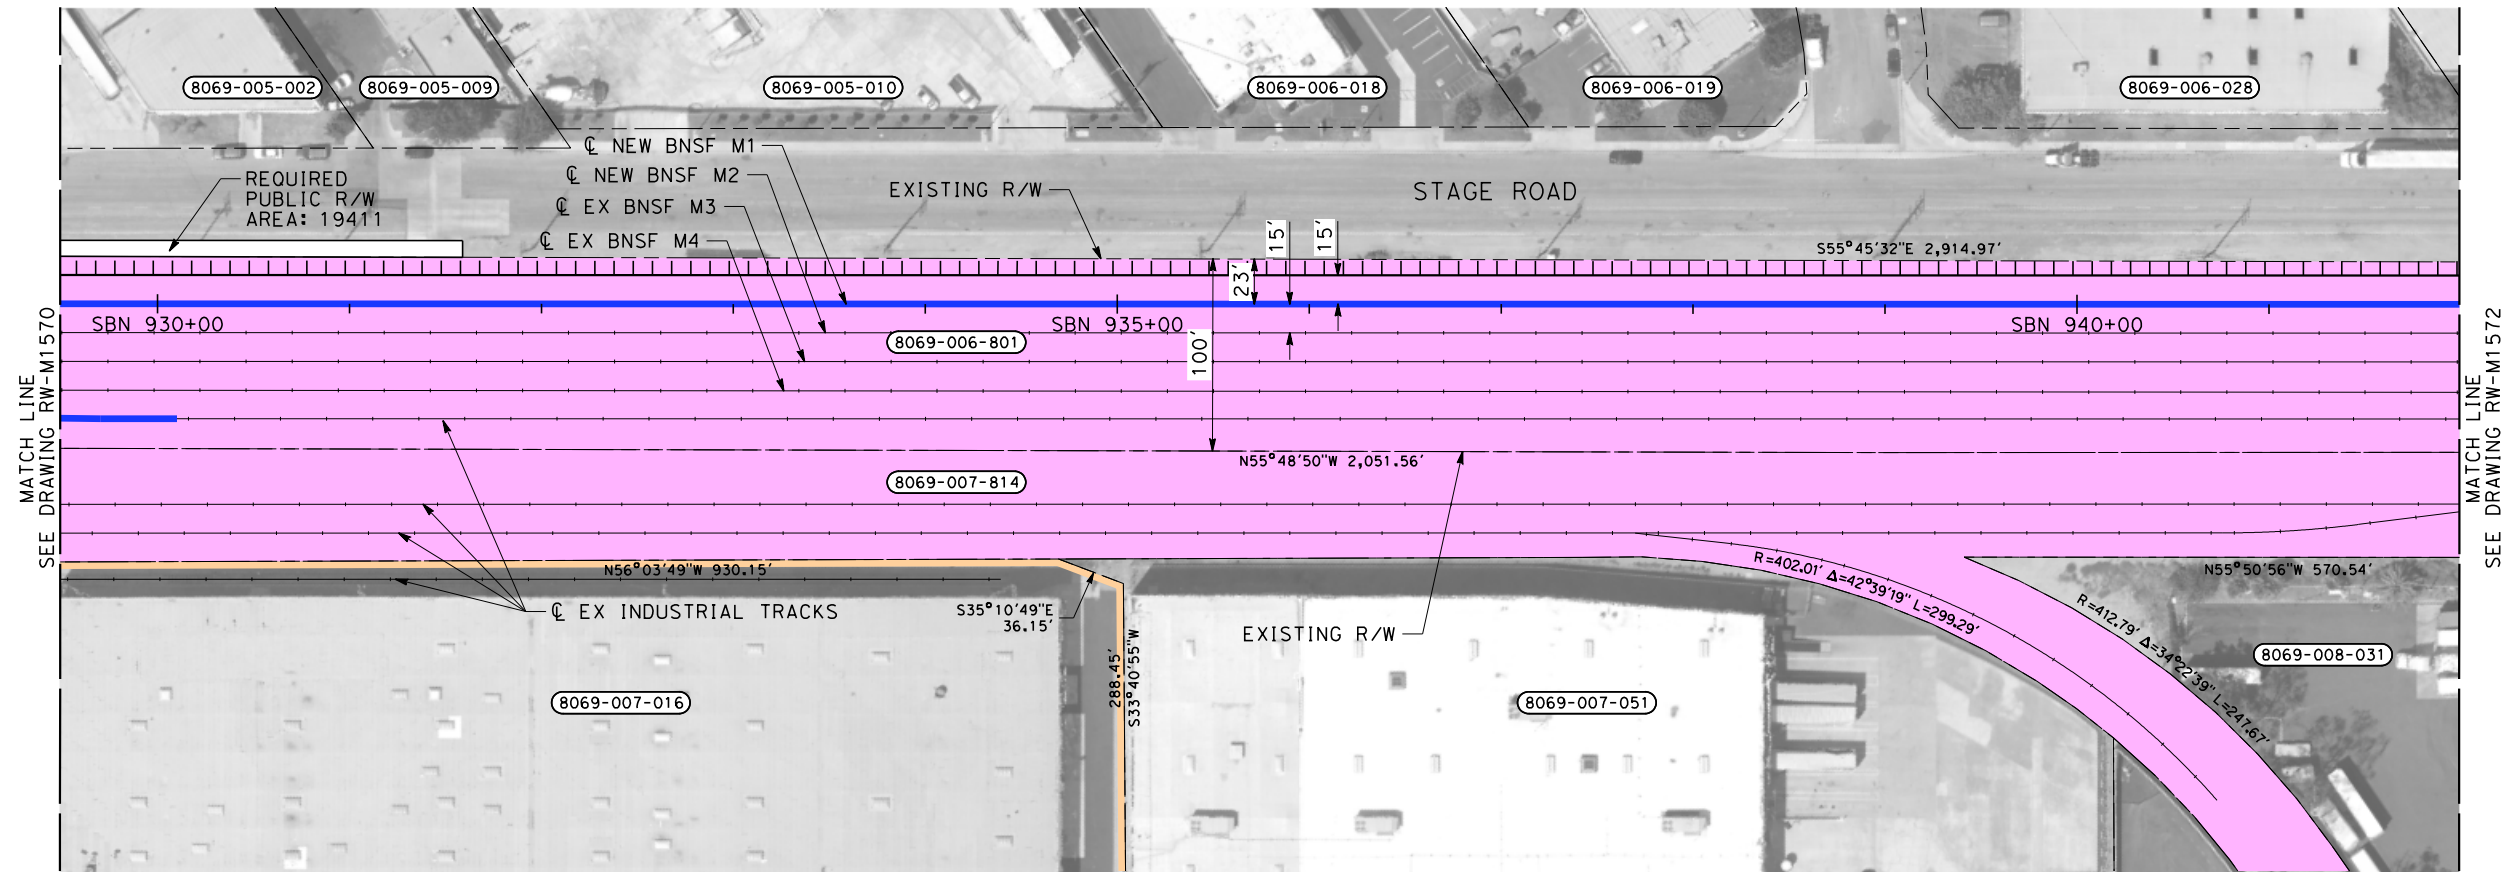 8069-005-002
8069-005-009
8069-005-010
8069-006-018
8069-006-019
8069-006-028
℄ NEW BNSF M1
℄ NEW BNSF M2
℄ EX BNSF M3
℄ EX BNSF M4
REQUIRED
PUBLIC R/W
AREA: 19411
EXISTING R/W
STAGE ROAD
15'
15'
23'
100'
S55°45'32"E 2,914.97'
SBN 930+00
SBN 935+00
SBN 940+00
8069-006-801
MATCH LINE
SEE DRAWING RW-M1570
MATCH LINE
SEE DRAWING RW-M1572
N55°48'50"W 2,051.56'
8069-007-814
N56°03'49"W 930.15'
℄ EX INDUSTRIAL TRACKS
S35°10'49"E
36.15'
288.45'
S33°40'55"W
EXISTING R/W
R=402.01' Δ=42°39'19" L=299.29'
N55°50'56"W 570.54'
R=412.79' Δ=34°22'39" L=247.67'
8069-008-031
8069-007-016
8069-007-051